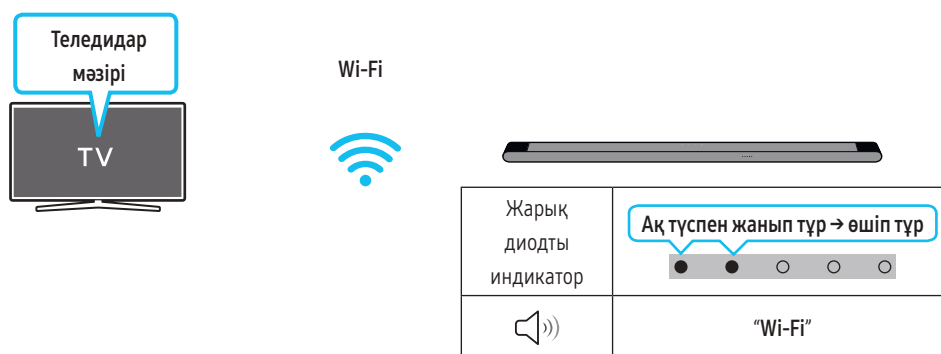 Теледидар
мәзірі
Wi-Fi
TV
Жарық
диодты
индикатор
Ақ түспен жанып тұр → өшіп тұр
“Wi-Fi”